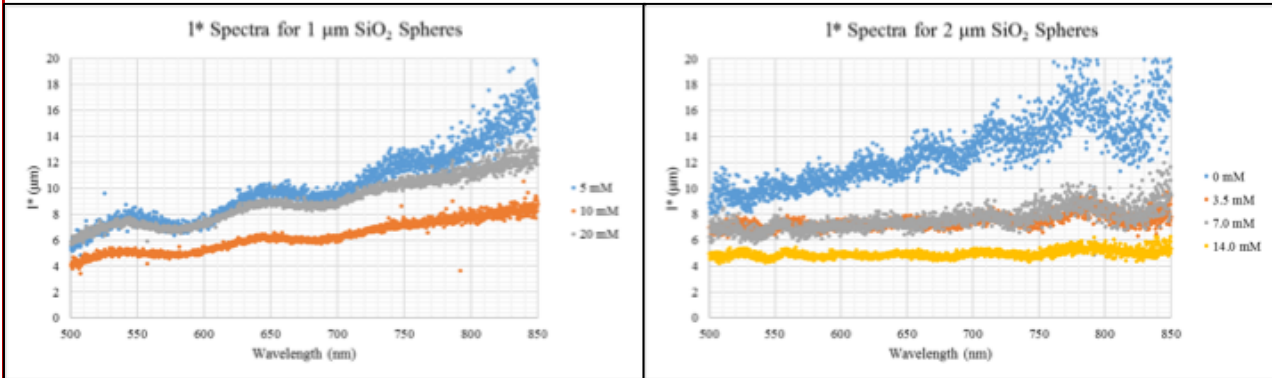 l* Spectra for 1 μm SiO₂ Spheres
20
18
16
14
12
10
8
6
4
2
0
l* (μm)
500 550 600 650 700 750 800 850
Wavelength (nm)
5 mM
10 mM
20 mM
l* Spectra for 2 μm SiO₂ Spheres
20
18
16
14
12
10
8
6
4
2
0
l* (μm)
500 550 600 650 700 750 800 850
Wavelength (nm)
0 mM
3.5 mM
7.0 mM
14.0 mM